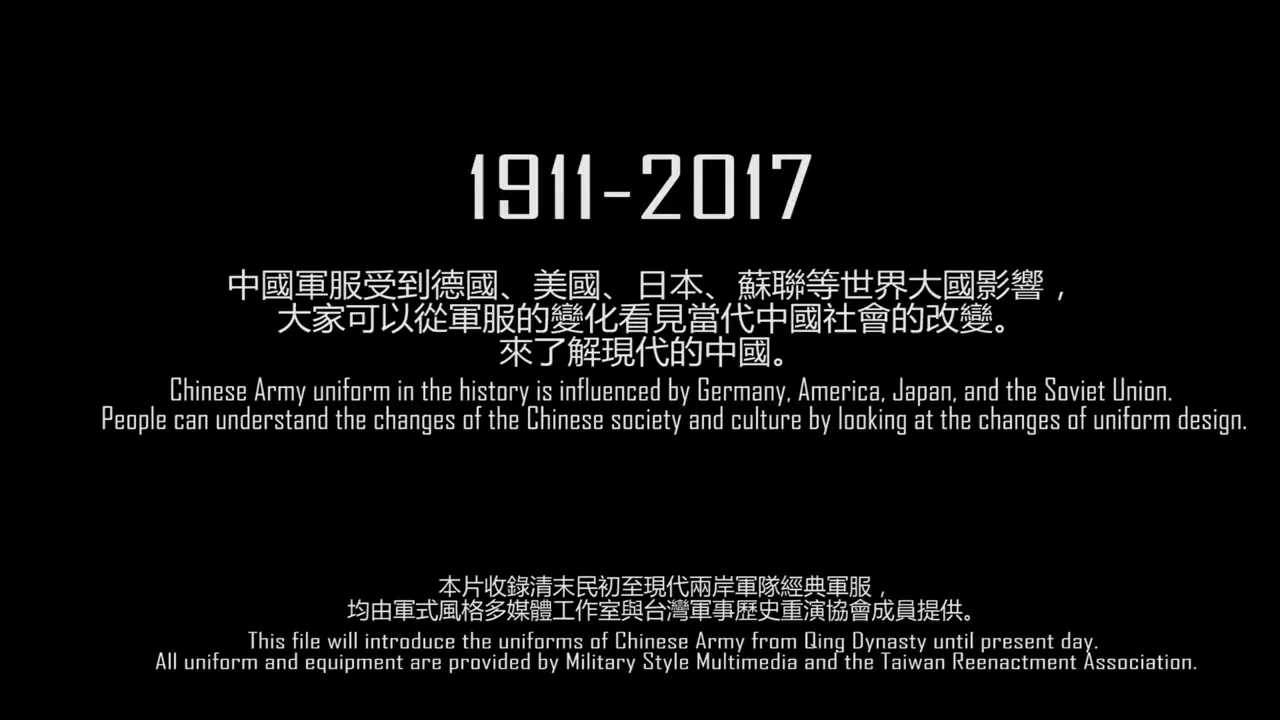 1911-2017
中國軍服受到德國、美國、日本、蘇聯等世界大國影響，
大家可以從軍服的變化看見當代中國社會的改變。
來了解現代的中國。
Chinese Army uniform in the history is influenced by Germany, America, Japan, and the Soviet Union.
People can understand the changes of the Chinese society and culture by looking at the changes of uniform design.
本片收錄清末民初至現代兩岸軍隊經典軍服，
均由軍式風格多媒體工作室與台灣軍事歷史重演協會成員提供。
This file will introduce the uniforms of Chinese Army from Qing Dynasty until present day.
All uniform and equipment are provided by Military Style Multimedia and the Taiwan Reenactment Association.